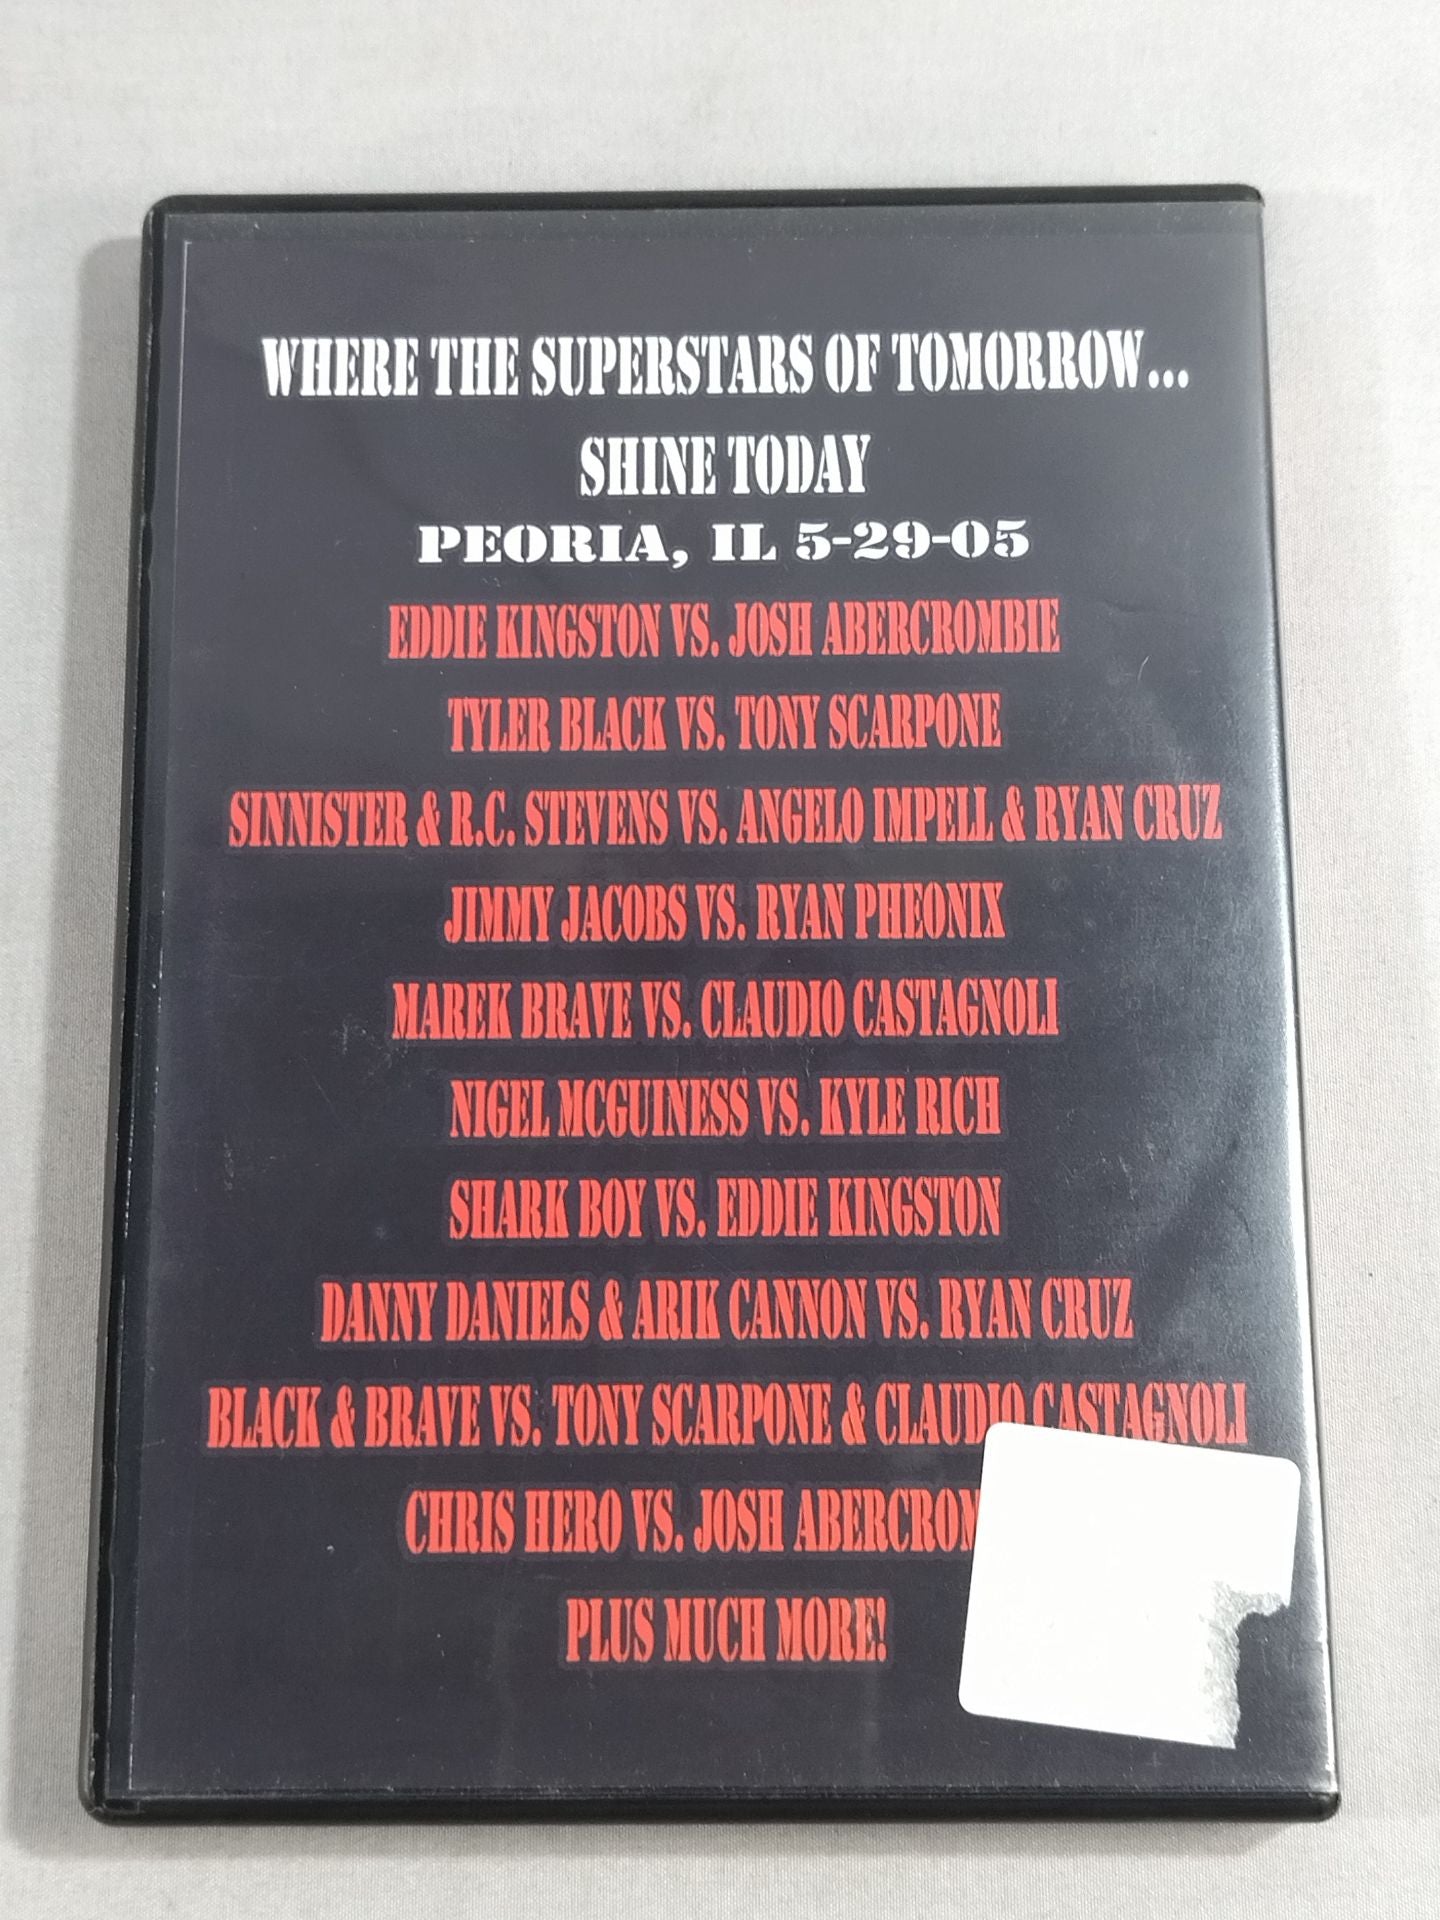 WHERE THE SUPERSTARS OF TOMORROW...
SHINE TODAY
PEORIA, IL 5-29-05
EDDIE KINGSTON VS. JOSH ABERCROMBIE
TYLER BLACK VS. TONY SCARPONE
SINNISTER & R.C. STEVENS VS. ANGELO IMPELL & RYAN CRUZ
JIMMY JACOBS VS. RYAN PHEONIX
MAREK BRAVE VS. CLAUDIO CASTAGNOLI
NIGEL MCGUINESS VS. KYLE RICH
SHARK BOY VS. EDDIE KINGSTON
DANNY DANIELS & ARIK CANNON VS. RYAN CRUZ
BLACK & BRAVE VS. TONY SCARPONE & CLAUDIO CASTAGNOLI
CHRIS HERO VS. JOSH
PLUS MUCH MORE!